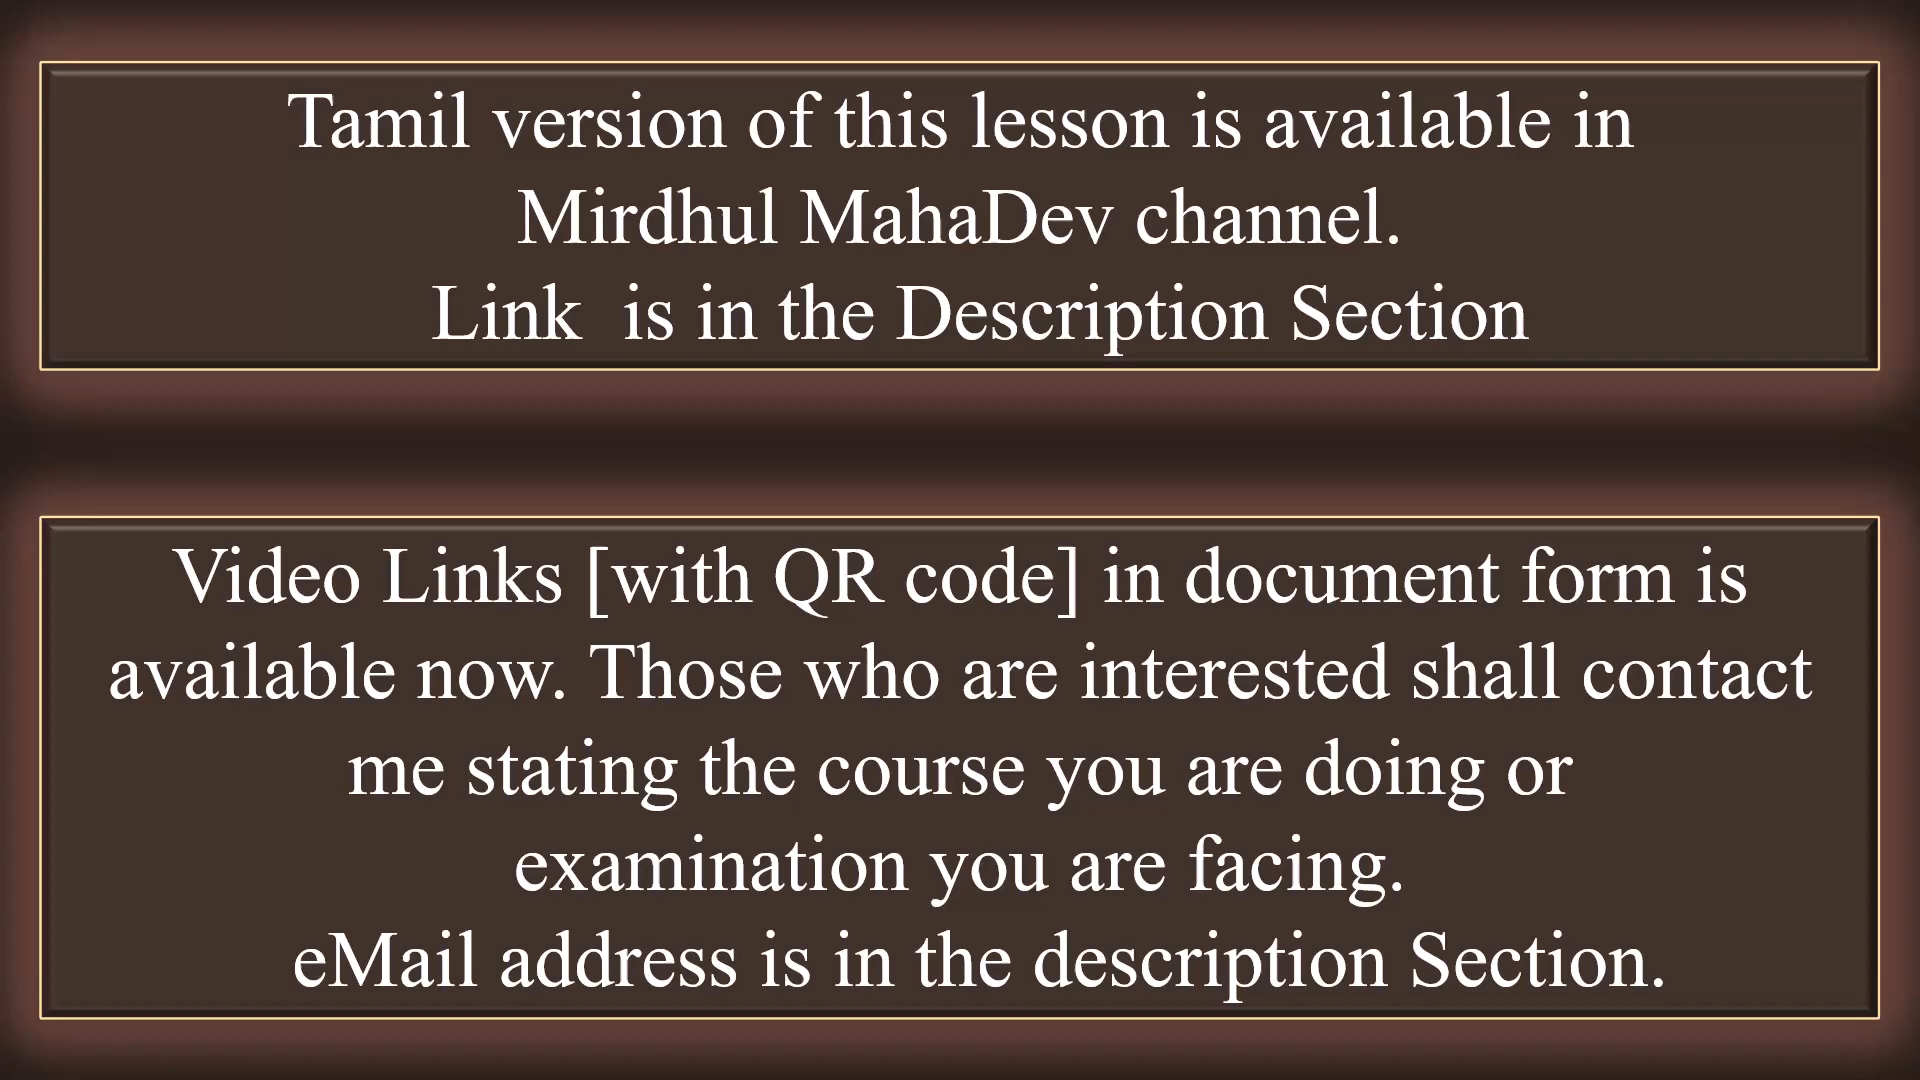 Tamil version of this lesson is available in
Mirdhul MahaDev channel.
Link  is in the Description Section
Video Links [with QR code] in document form is
available now. Those who are interested shall contact
me stating the course you are doing or
examination you are facing.
eMail address is in the description Section.